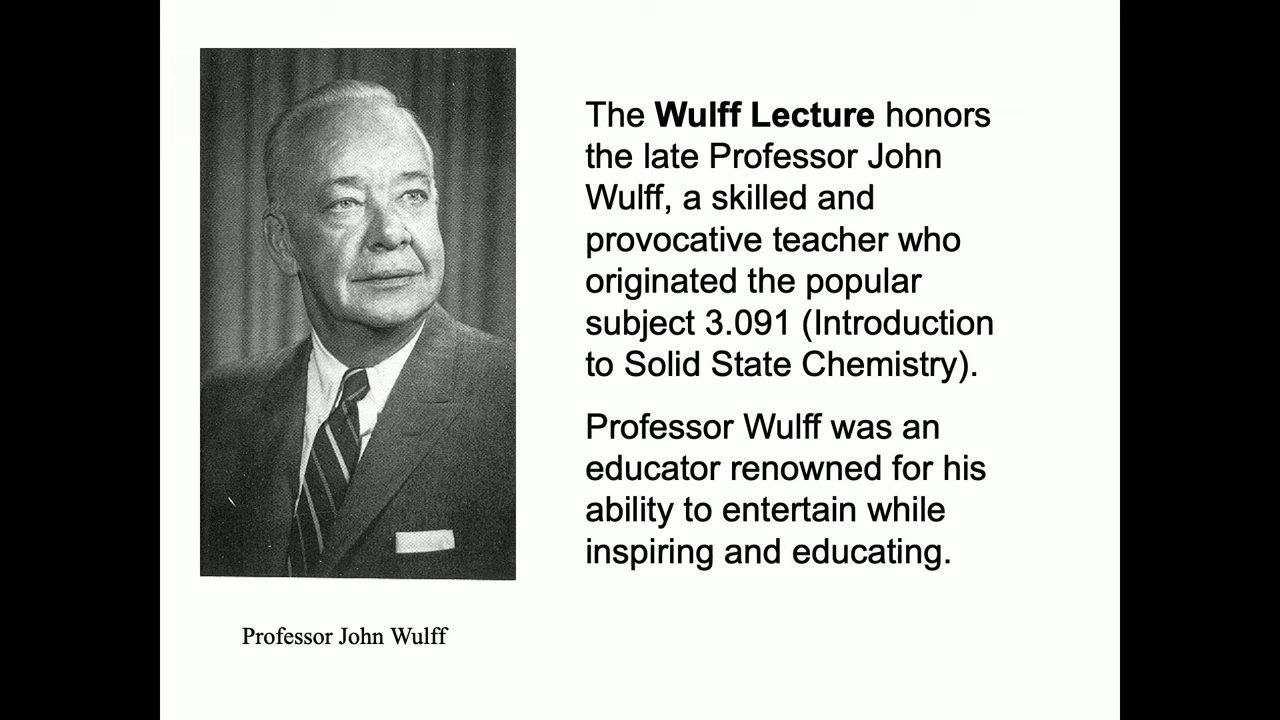 The Wulff Lecture honors
the late Professor John
Wulff, a skilled and
provocative teacher who
originated the popular
subject 3.091 (Introduction
to Solid State Chemistry).
Professor Wulff was an
educator renowned for his
ability to entertain while
inspiring and educating.
Professor John Wulff